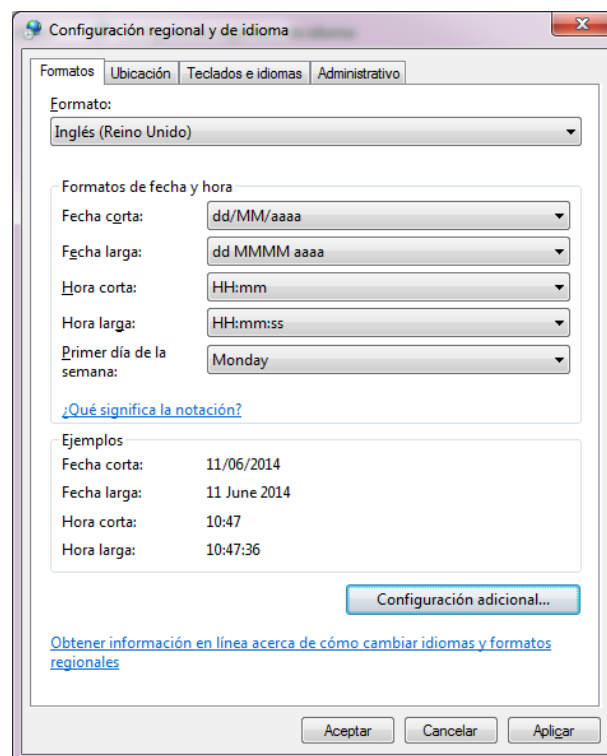 Configuración regional y de idioma
Formatos Ubicación Teclados e idiomas Administrativo
Formato:
Inglés (Reino Unido)
Formatos de fecha y hora
Fecha corta: dd/MM/aaaa
Fecha larga: dd MMMM aaaa
Hora corta: HH:mm
Hora larga: HH:mm:ss
Primer día de la
semana: Monday
¿Qué significa la notación?
Ejemplos
Fecha corta: 11/06/2014
Fecha larga: 11 June 2014
Hora corta: 10:47
Hora larga: 10:47:36
Configuración adicional...
Obtener información en línea acerca de cómo cambiar idiomas y formatos
regionales
Aceptar Cancelar Aplicar